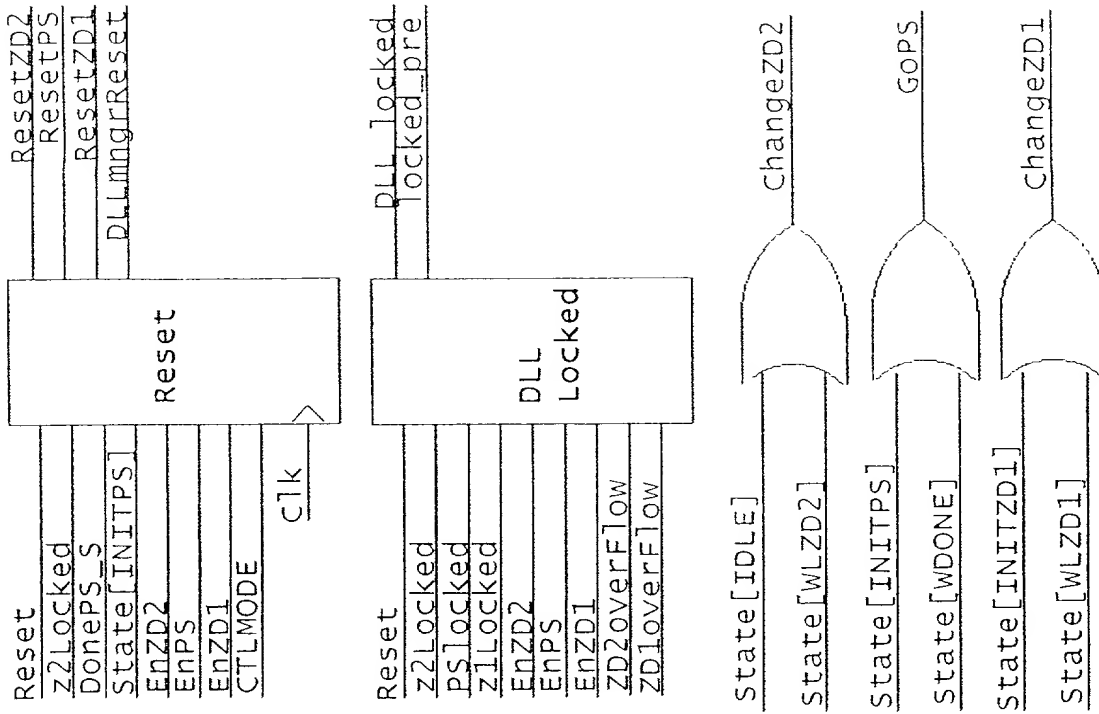 Reset
z2Locked
DonePS_S
State[INITPS]
EnZD2
EnPS
EnZD1
CTLMODE
Clk
Reset
ResetZD2
ResetPS
ResetZD1
DLLmngrReset
Reset
z2Locked
PSlocked
z1Locked
EnZD2
EnPS
EnZD1
ZD2overFlow
ZD1overFlow
DLL
Locked
DLL_locked
locked_pre
State[IDLE]
State[WLZD2]
ChangeZD2
State[INITPS]
State[WDONE]
GoPS
State[INITZD1]
State[WLZD1]
ChangeZD1